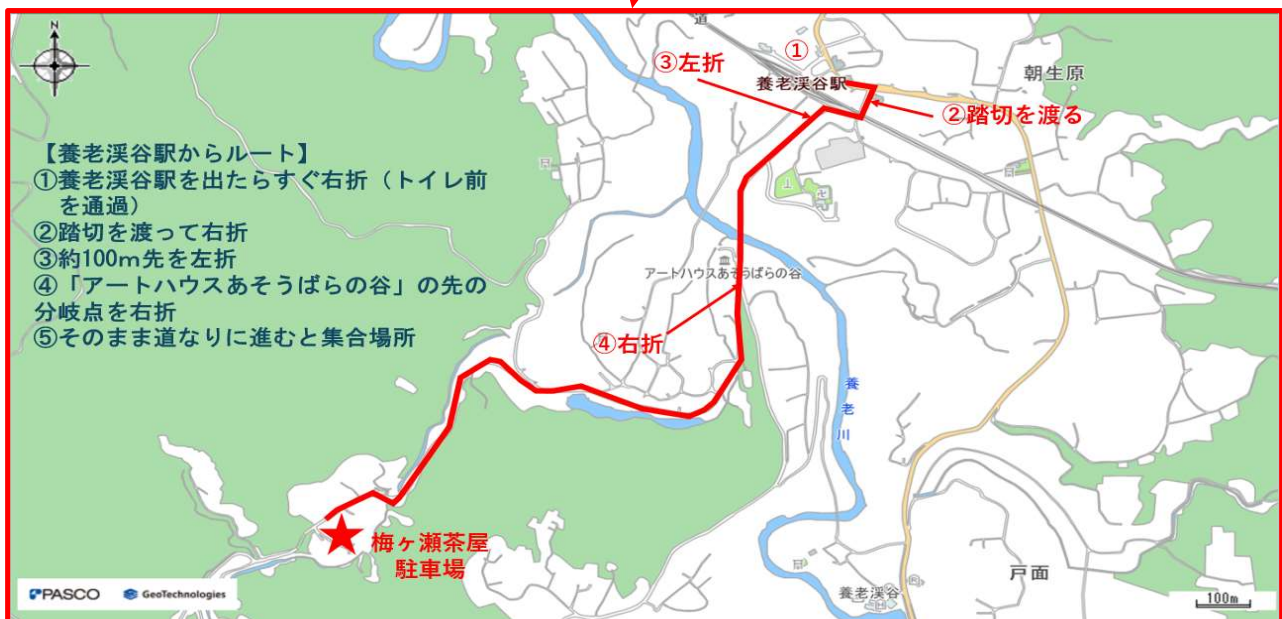 N
道
①
③左折
養老渓谷駅
朝生原
②踏切を渡る
【養老渓谷駅からルート】
①養老渓谷駅を出たらすぐ右折(トイレ前
を通過)
②踏切を渡って右折
③約100m先を左折
④「アートハウスあそうばらの谷」の先の
分岐点を右折
⑤そのまま道なりに進むと集合場所
アートハウスあそうばらの谷
④右折
養老川
梅ヶ瀬茶屋
駐車場
戸面
養老渓谷
PASCO
GeoTechnologies
100m